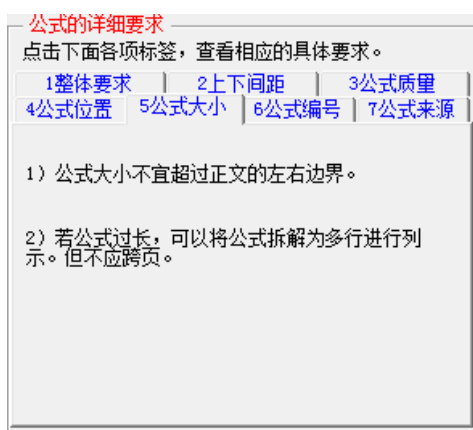 公式的详细要求
点击下面各项标签，查看相应的具体要求。
1整体要求 2上下间距 3公式质量
4公式位置 5公式大小 6公式编号 7公式来源
1）公式大小不宜超过正文的左右边界。
2）若公式过长，可以将公式拆解为多行进行列
示。但不应跨页。